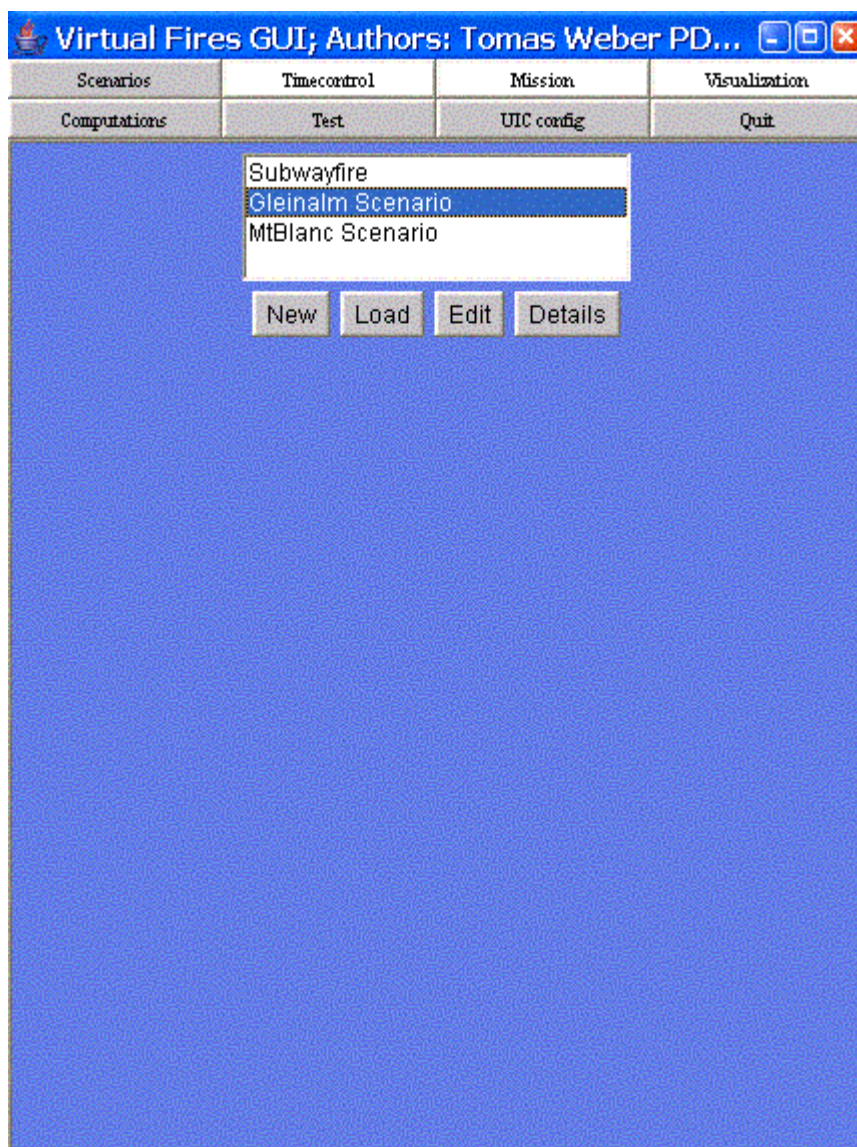 Virtual Fires GUI; Authors: Tomas Weber PD...
Scenarios Timecontrol Mission Visualization
Computations Test UIC config Quit
Subwayfire
Gleinalm Scenario
MtBlanc Scenario
New Load Edit Details